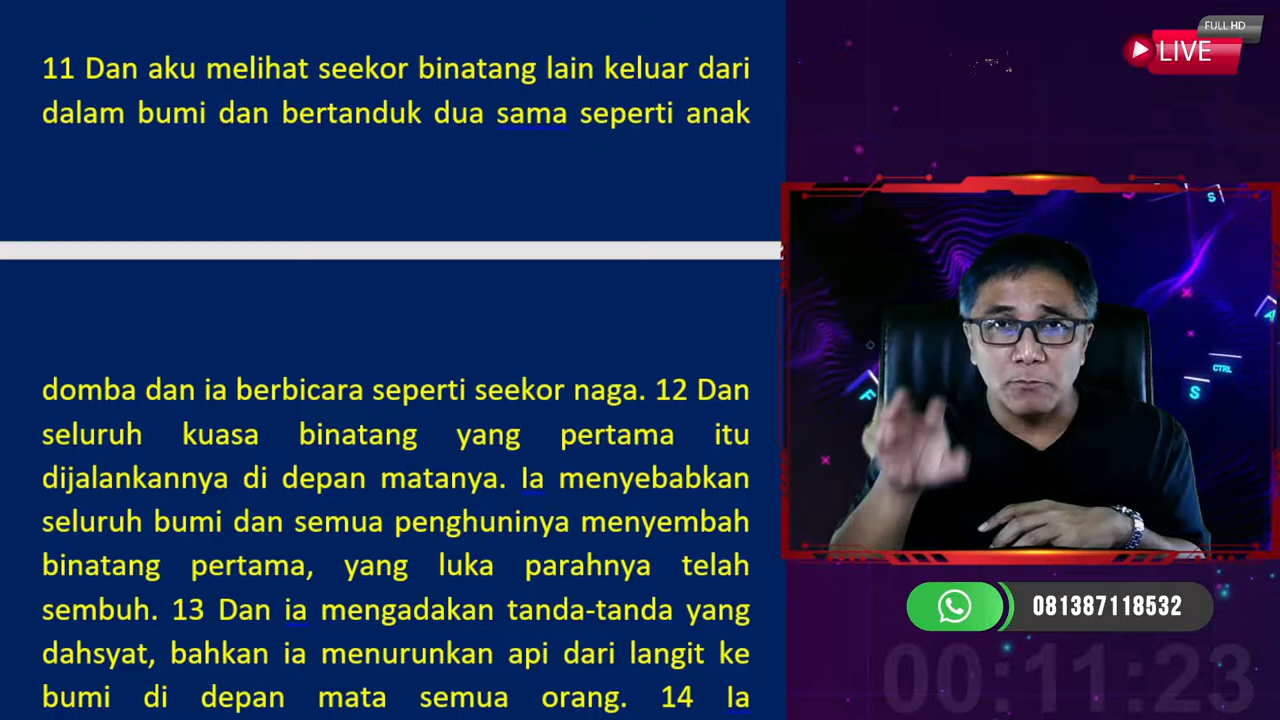 11 Dan aku melihat seekor binatang lain keluar dari
dalam bumi dan bertanduk dua sama seperti anak
domba dan ia berbicara seperti seekor naga. 12 Dan
seluruh kuasa binatang yang pertama itu
dijalankannya di depan matanya. Ia menyebabkan
seluruh bumi dan semua penghuninya menyembah
binatang pertama, yang luka parahnya telah
sembuh. 13 Dan ia mengadakan tanda-tanda yang
dahsyat, bahkan ia menurunkan api dari langit ke
bumi di depan mata semua orang. 14 Ia
FULL HD
LIVE
S
A
CTRL
S
F
081387118532
00:11:23